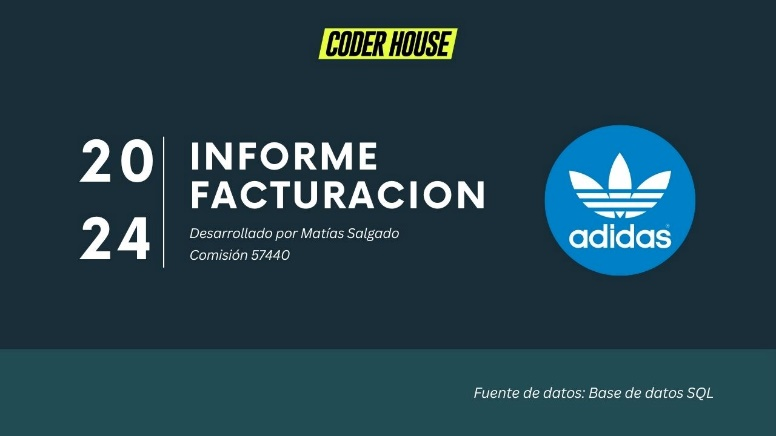 CODER HOUSE
20
24
INFORME
FACTURACION
Desarrollado por Matías Salgado
Comisión 57440
adidas®
Fuente de datos: Base de datos SQL